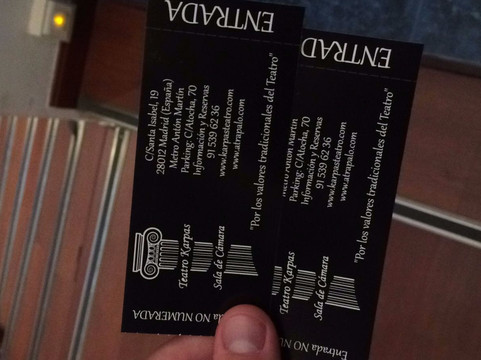 ENTRADA
C/Santa Isabel, 19
28012 Madrid (España)
Metro Antón Martín
Parking: C/Atocha, 70
Información y Reservas
91 539 62 36
www.karpasteatro.com
www.atrapalo.com
"Por los valores tradicionales del Teatro"
Teatro Karpas
Sala de Cámara
Entrada NO NUMERADA
ENTRADA
Antón Martín
Parking: C/Atocha, 70
Información y Reservas
91 539 62 36
www.karpasteatro.com
www.atrapalo.com
"Por los valores tradicionales del Teatro"
Teatro Karpas
Sala de Cámara
Entrada NO NU